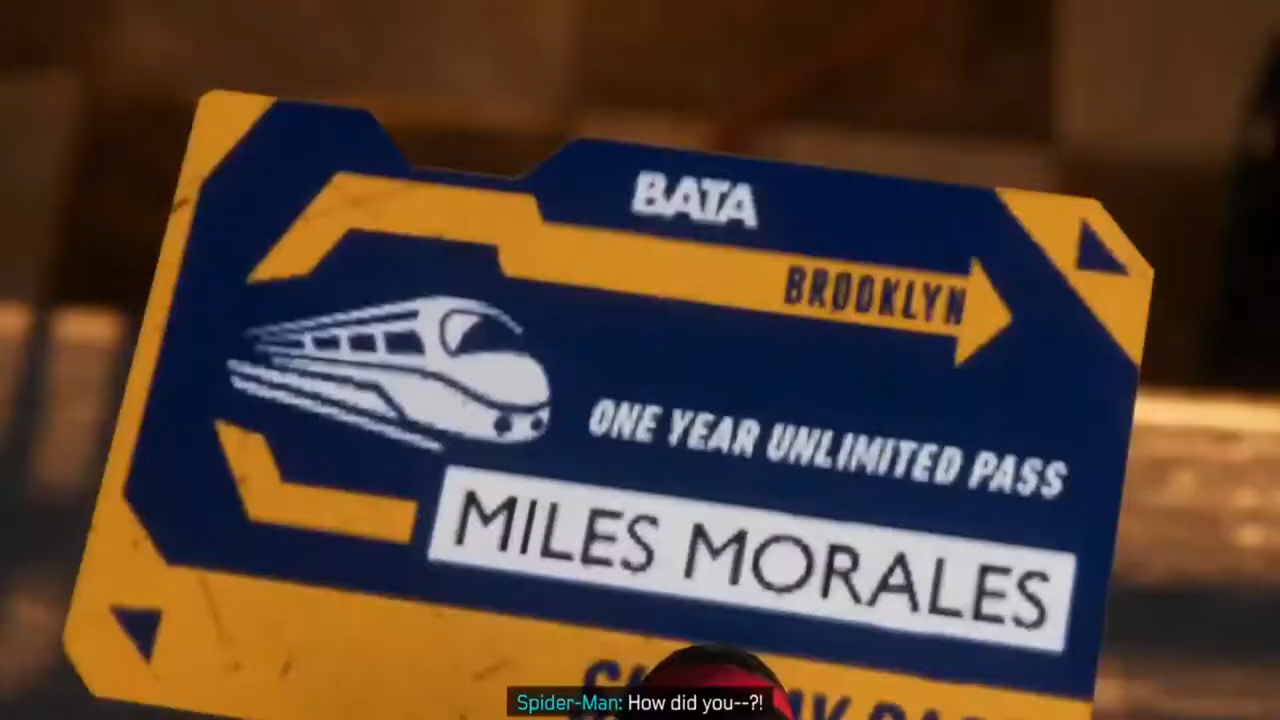 BATA
BROOKLYN
ONE YEAR UNLIMITED PASS
MILES MORALES
Spider-Man: How did you--?!